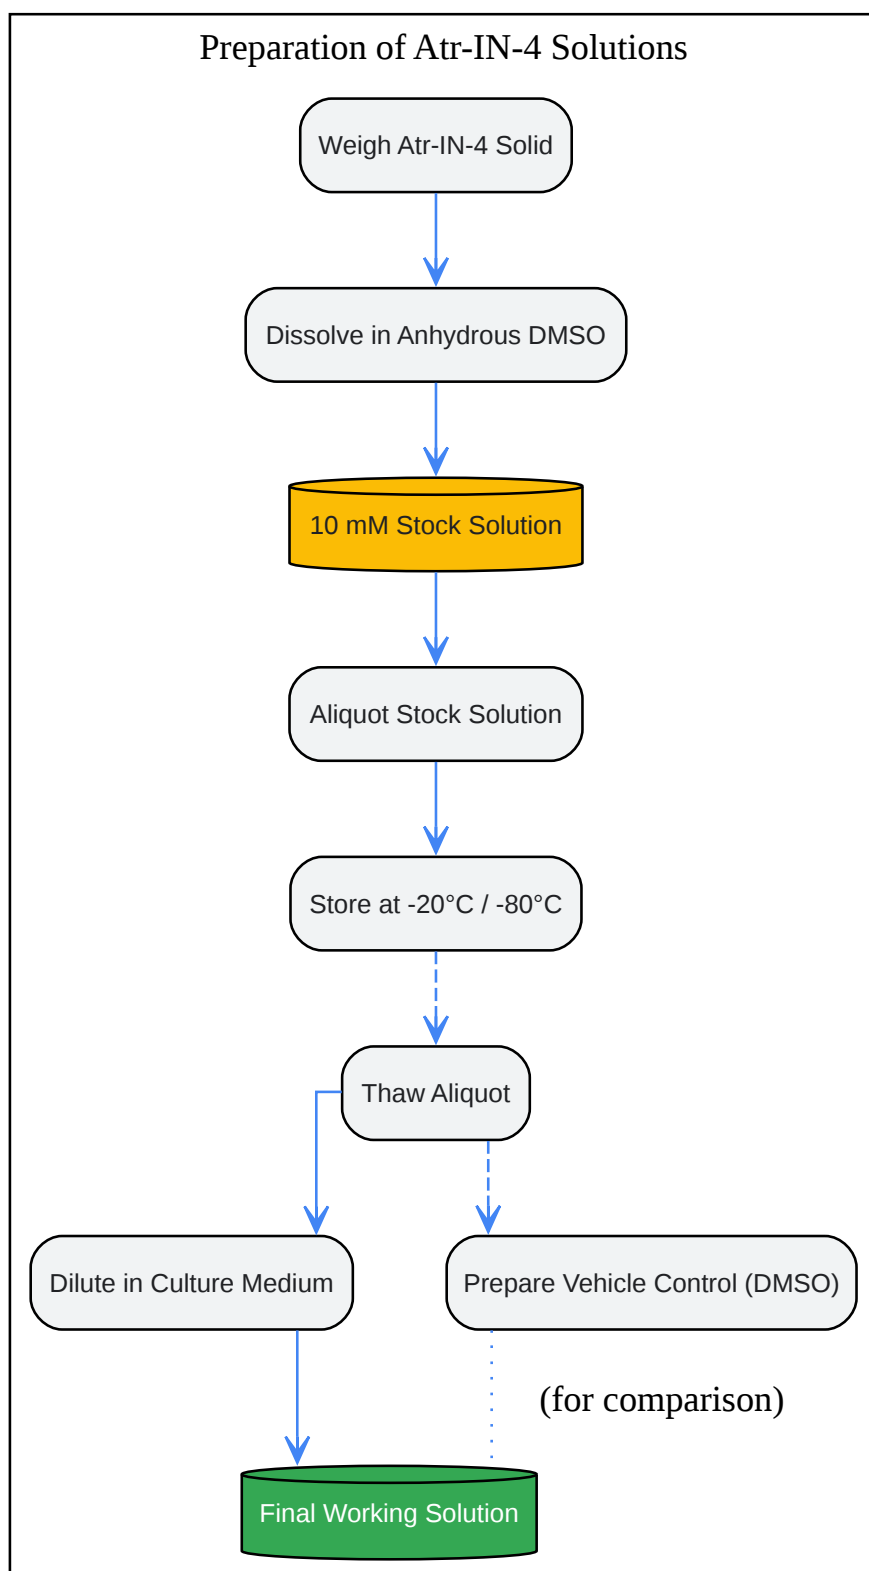 Preparation of Atr-IN-4 Solutions
Weigh Atr-IN-4 Solid
Dissolve in Anhydrous DMSO
10 mM Stock Solution
Aliquot Stock Solution
Store at -20°C / -80°C
Thaw Aliquot
Dilute in Culture Medium
Prepare Vehicle Control (DMSO)
(for comparison)
Final Working Solution